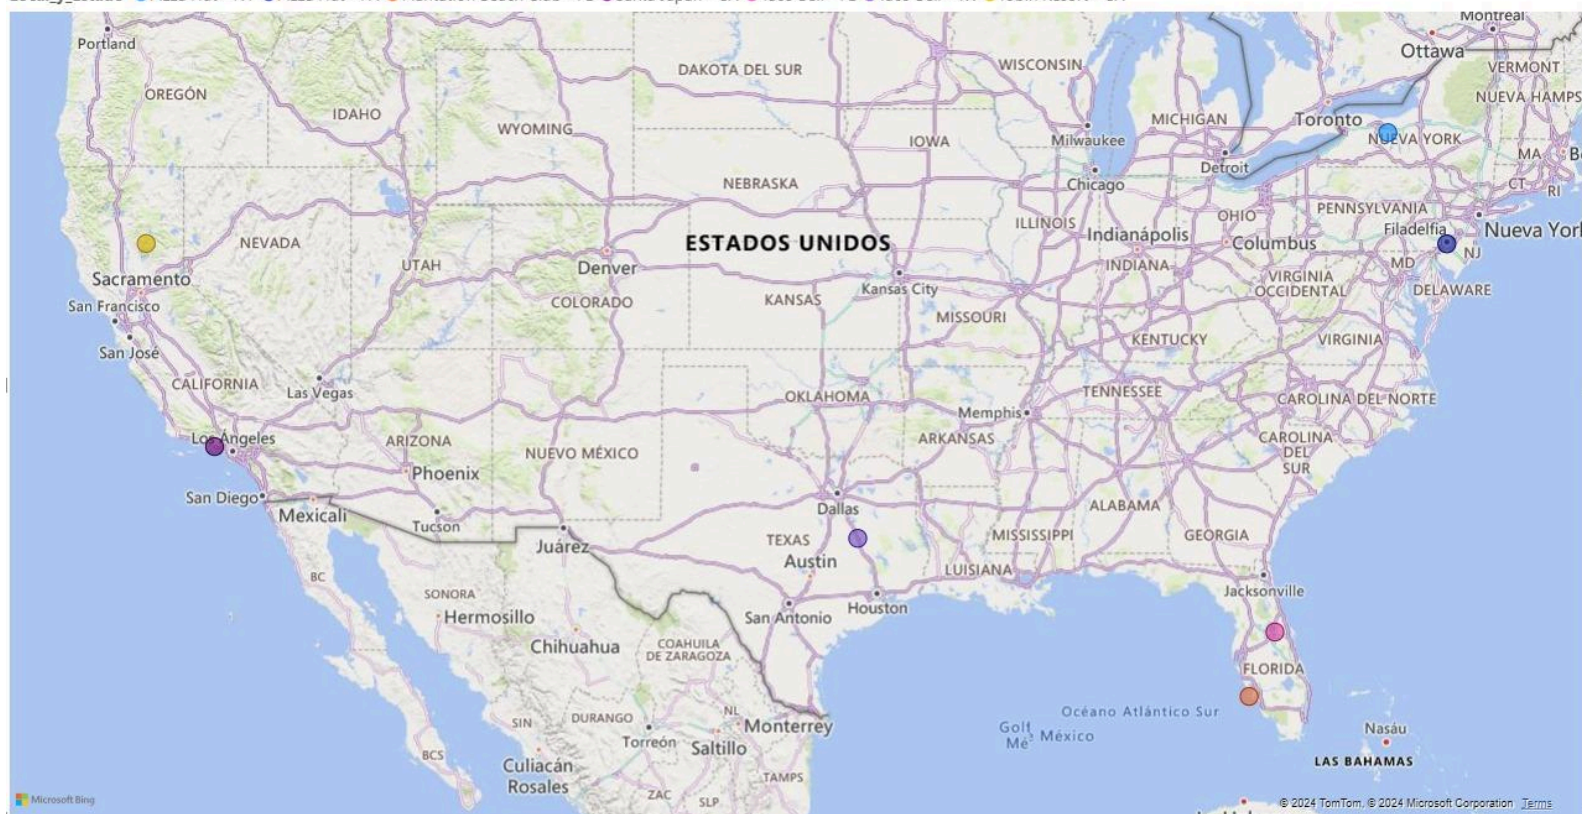 Montreal
Portland
Ottawa
WISCONSIN
VERMONT
DAKOTA DEL SUR
OREGÓN
NUEVA HAMPS
IDAHO
Toronto
MICHIGAN
WYOMING
Milwaukee
IOWA
NUEVA YORK
MA
Detroit
Chicago
NEBRASKA
CT
RI
PENNSYLVANIA
OHIO
ILLINOIS
Filadelfia
Nueva York
Indianápolis
NEVADA
ESTADOS UNIDOS
Columbus
NJ
UTAH
Denver
INDIANA
MD
Sacramento
VIRGINIA
OCCIDENTAL
DELAWARE
Kansas City
COLORADO
KANSAS
San Francisco
MISSOURI
KENTUCKY
VIRGINIA
San José
CALIFORNIA
Las Vegas
TENNESSEE
OKLAHOMA
CAROLINA DEL NORTE
Memphis
Los Ángeles
ARIZONA
ARKANSAS
CAROLINA
DEL
SUR
NUEVO MÉXICO
Phoenix
San Diego
ALABAMA
Dallas
Mexicali
Tucson
MISSISSIPPI
GEORGIA
TEXAS
Juárez
Austin
LUISIANA
BC
Jacksonville
SONORA
Houston
Hermosillo
San Antonio
Chihuahua
COAHUILA
DE ZARAGOZA
FLORIDA
NL
Océano Atlántico Sur
SIN
DURANGO
Monterrey
Golf
Mé
México
Nasáu
Torreón
Saltillo
BCS
LAS BAHAMAS
Culiacán
Rosales
TAMPS
ZAC
SLP
Microsoft Bing
© 2024 TomTom, © 2024 Microsoft Corporation Terms